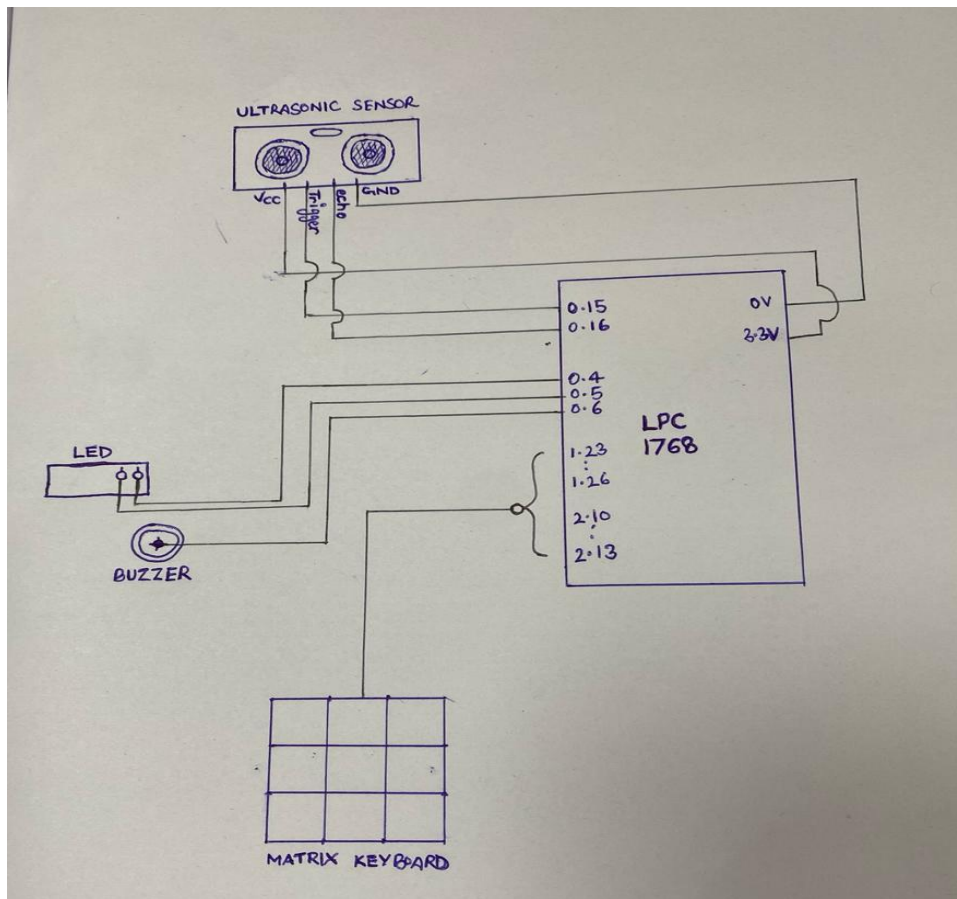 ULTRASONIC SENSOR
Vcc
Trigger
echo
GND
0.15
0.16
0V
3.3V
0.4
0.5
0.6
LPC
1768
1.23
:
1.26
2.10
:
2.13
LED
BUZZER
MATRIX KEYBOARD